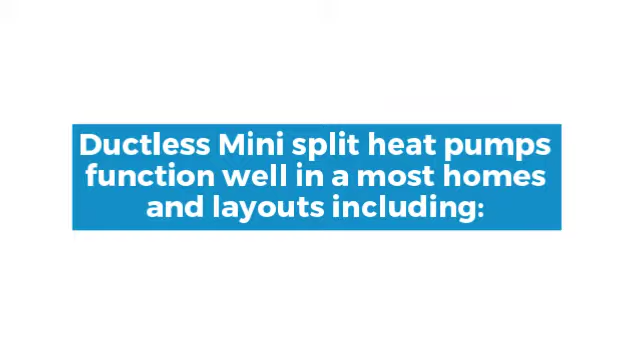 Ductless Mini split heat pumps
function well in a most homes
and layouts including: